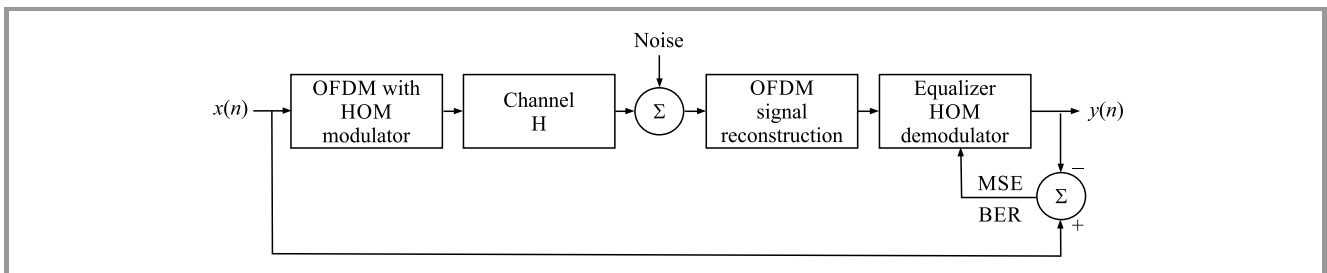 Noise
x(n)
OFDM with
HOM
modulator
Channel
H
Σ
OFDM
signal
reconstruction
Equalizer
HOM
demodulator
y(n)
−
MSE
BER
Σ
+